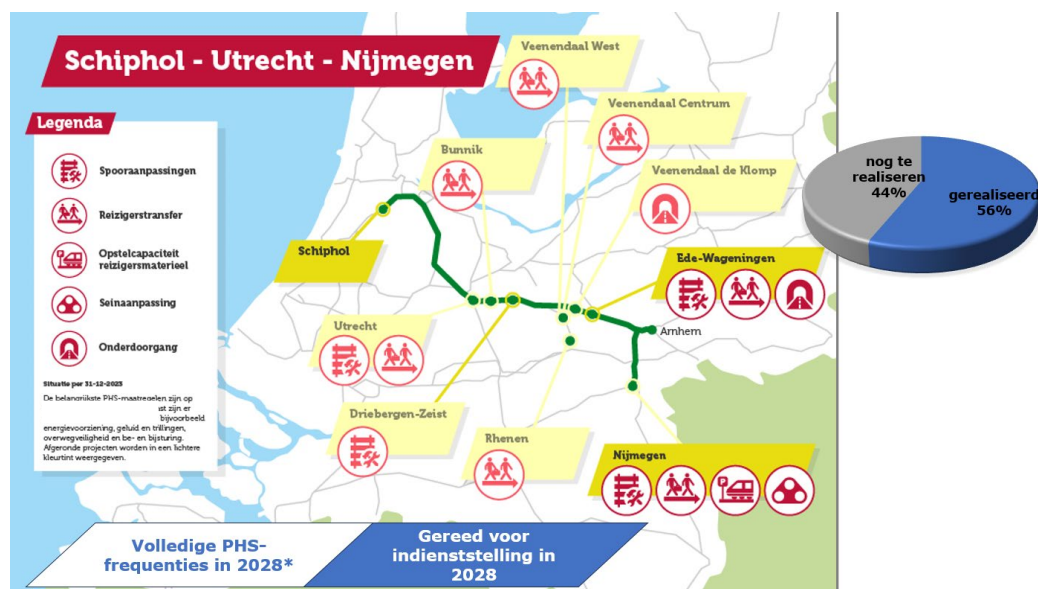 Schiphol - Utrecht - Nijmegen
Legenda
Spooraanpassingen
Reizigerstransfer
Opstelcapaciteit
reizigersmaterieel
Seinaanpassing
Onderdoorgang
Situatie per 31-12-2023
De belangrijkste PHS-maatregelen zijn op
zijn er
bijvoorbeeld
energievoorziening, geluid en trillingen,
overwegveiligheid en be- en bijsturing.
Afgeronde projecten worden in een lichtere
kleurtint weergegeven.
Veenendaal West
Veenendaal Centrum
Bunnik
Veenendaal de Klomp
Schiphol
Ede-Wageningen
Arnhem
Utrecht
Driebergen-Zeist
Rhenen
Nijmegen
nog te
realiseren
44%
gerealiseerd
56%
Volledige PHS-
frequenties in 2028*
Gereed voor
indienststelling in
2028